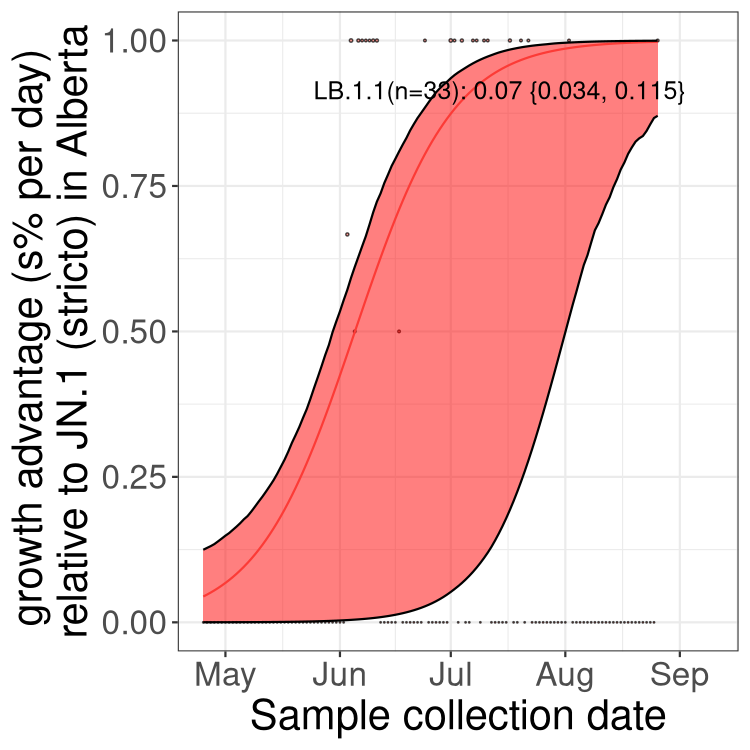 growth advantage (s% per day)
relative to JN.1 (stricto) in Alberta
1.00
0.75
0.50
0.25
0.00
LB.1.1(n=33): 0.07 {0.034, 0.115}
May Jun Jul Aug Sep
Sample collection date